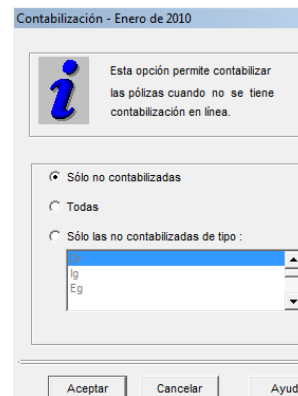 Contabilización - Enero de 2010
Esta opción permite contabilizar
las pólizas cuando no se tiene
contabilización en línea.
Sólo no contabilizadas
Todas
Sólo las no contabilizadas de tipo :
Dr
Ig
Eg
Aceptar
Cancelar
Ayud